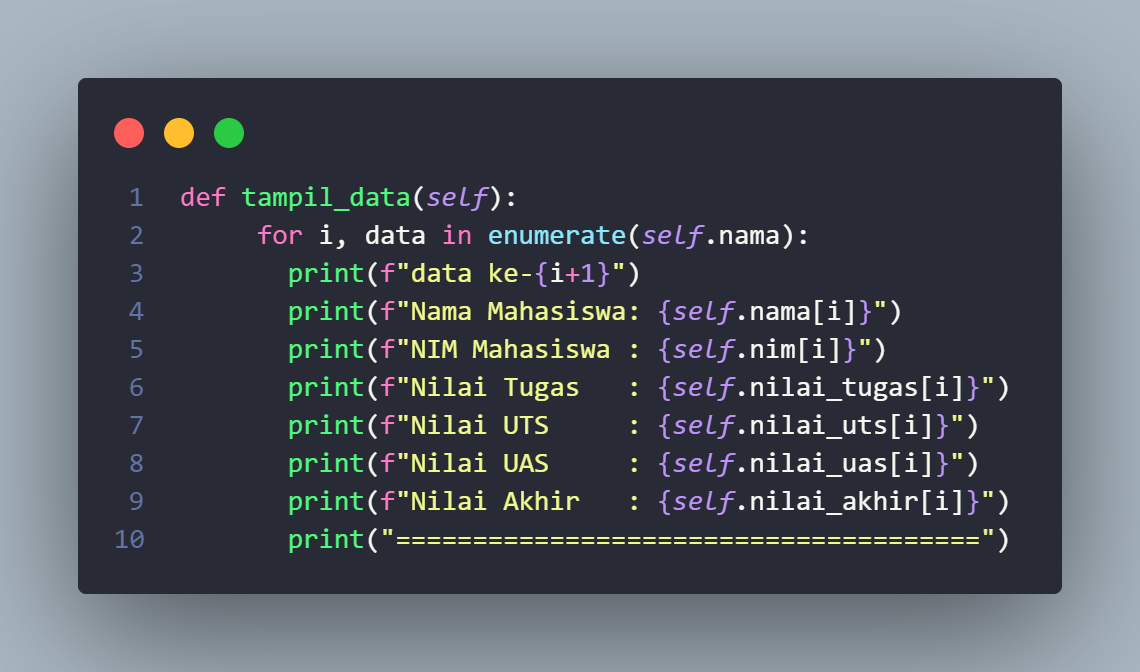 1 def tampil_data(self):
2      for i, data in enumerate(self.nama):
3        print(f"data ke-{i+1}")
4        print(f"Nama Mahasiswa: {self.nama[i]}")
5        print(f"NIM Mahasiswa : {self.nim[i]}")
6        print(f"Nilai Tugas   : {self.nilai_tugas[i]}")
7        print(f"Nilai UTS     : {self.nilai_uts[i]}")
8        print(f"Nilai UAS     : {self.nilai_uas[i]}")
9        print(f"Nilai Akhir   : {self.nilai_akhir[i]}")
10        print("======================================")